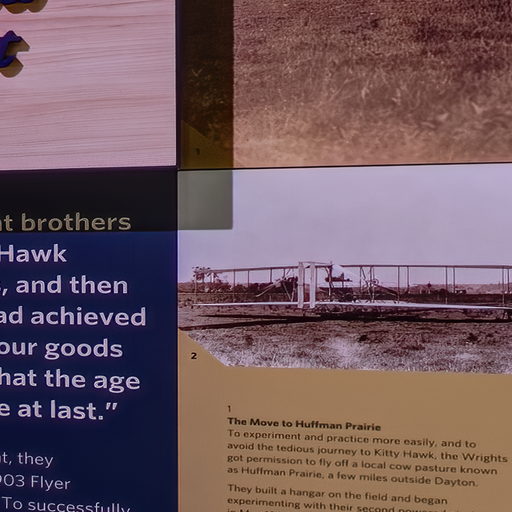 t
1
nt brothers
Hawk
, and then
ad achieved
our goods
hat the age
e at last.”
t, they
903 Flyer
To successfully
2
1
The Move to Huffman Prairie
To experiment and practice more easily, and to
avoid the tedious journey to Kitty Hawk, the Wrights
got permission to fly off a local cow pasture known
as Huffman Prairie, a few miles outside Dayton.
They built a hangar on the field and began
experimenting with their second